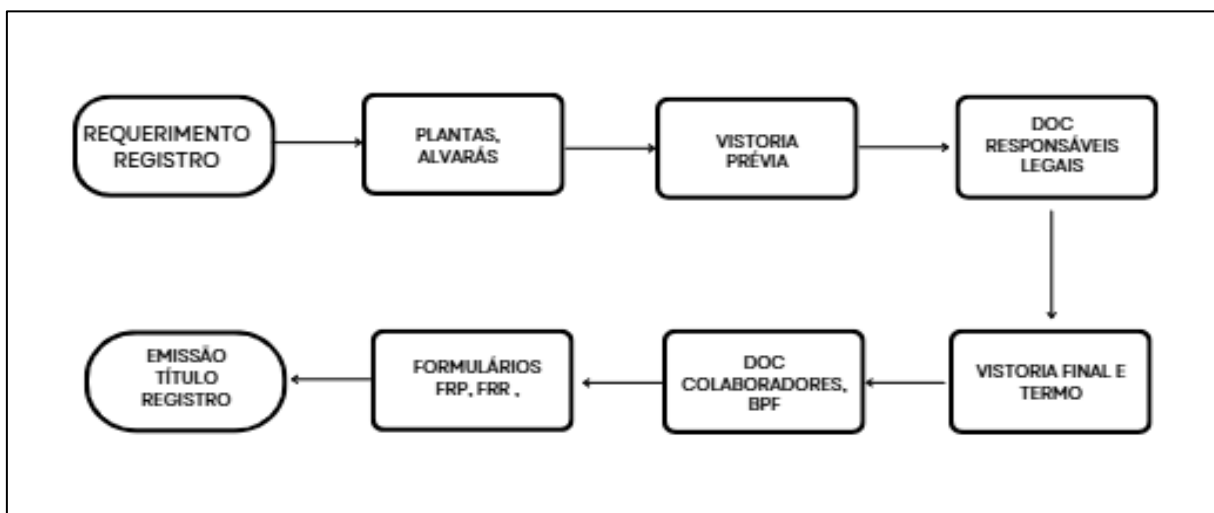 REQUERIMENTO
REGISTRO
PLANTAS,
ALVARÁS
VISTORIA
PRÉVIA
DOC
RESPONSÁVEIS
LEGAIS
VISTORIA FINAL E
TERMO
DOC
COLABORADORES,
BPF
FORMULÁRIOS
FRP, FRR ,
EMISSÃO
TÍTULO
REGISTRO